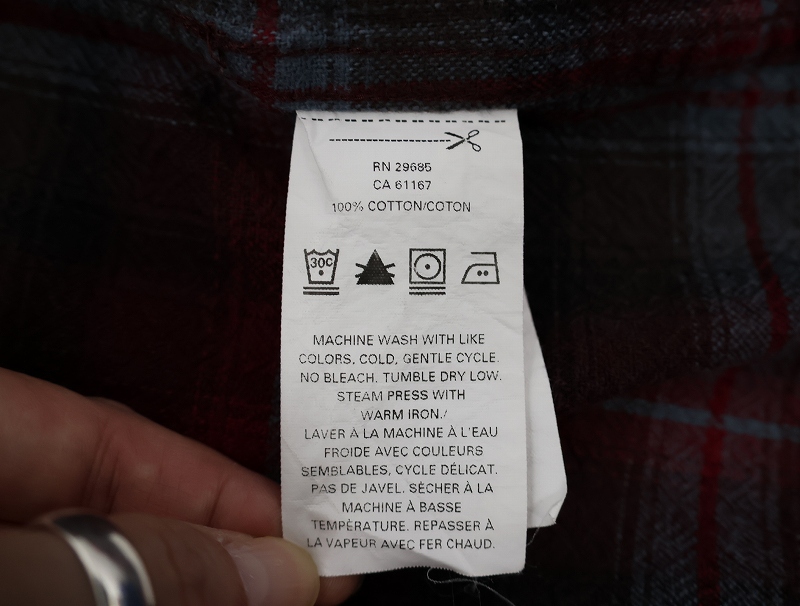 RN 29685
CA 61167
100% COTTON/COTON
30C
MACHINE WASH WITH LIKE
COLORS, COLD, GENTLE CYCLE.
NO BLEACH. TUMBLE DRY LOW.
STEAM PRESS WITH
WARM IRON./
LAVER À LA MACHINE À L'EAU
FROIDE AVEC COULEURS
SEMBLABLES, CYCLE DÉLICAT.
PAS DE JAVEL. SÉCHER À LA
MACHINE À BASSE
TEMPÉRATURE. REPASSER À
LA VAPEUR AVEC FER CHAUD.